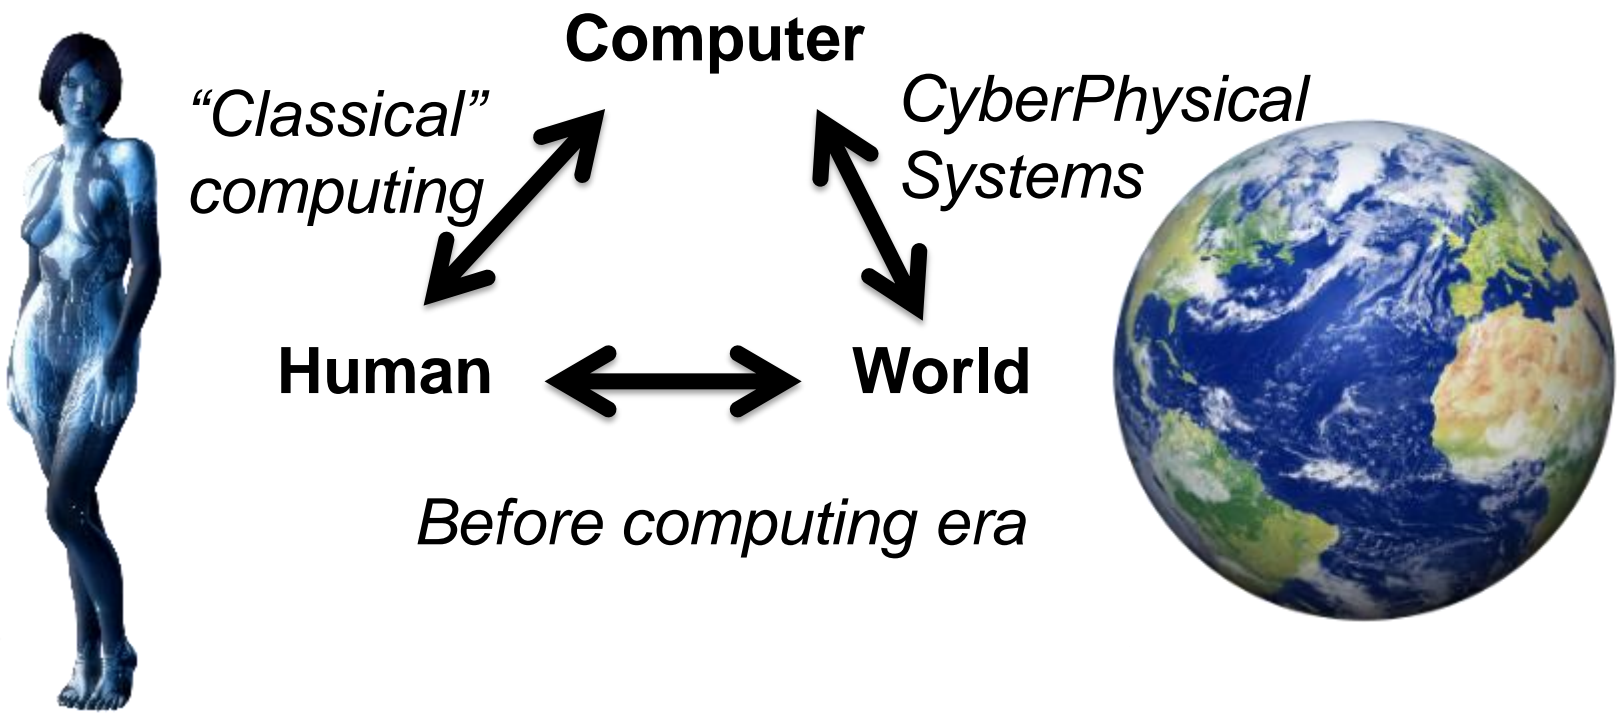 Computer
“Classical”
computing
CyberPhysical
Systems
Human
World
Before computing era